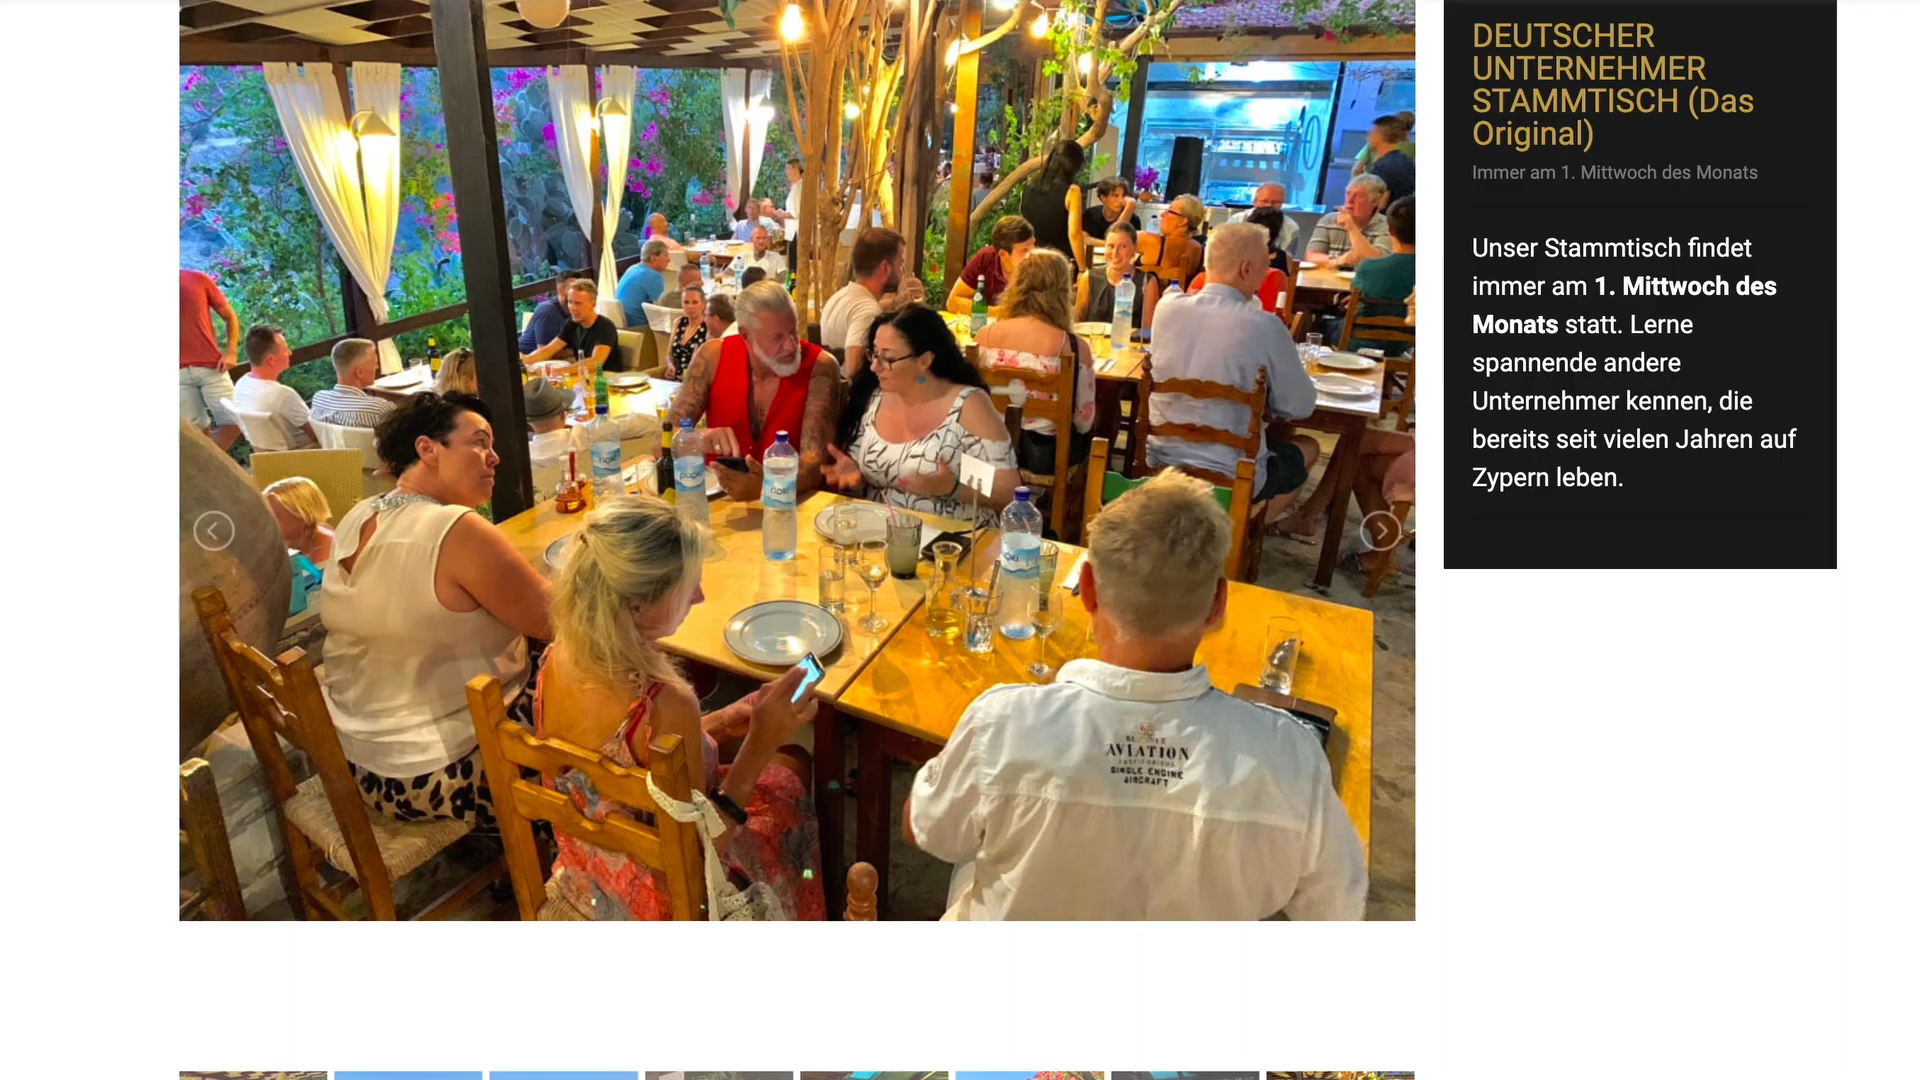 DEUTSCHER
UNTERNEHMER
STAMMTISCH (Das
Original)
Immer am 1. Mittwoch des Monats
Unser Stammtisch findet
immer am 1. Mittwoch des
Monats statt. Lerne
spannende andere
Unternehmer kennen, die
bereits seit vielen Jahren auf
Zypern leben.
AVIATION
SINGLE ENGINE
AIRCRAFT